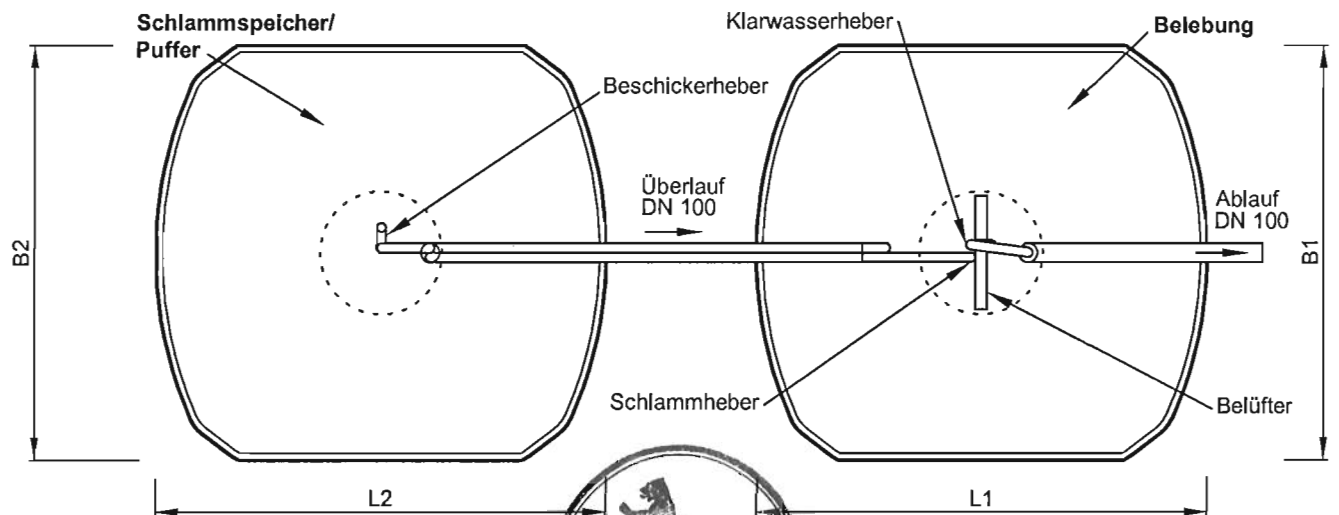 Schlammspeicher/
Puffer
Klarwasserheber
Belebung
Beschickerheber
Überlauf
DN 100
Ablauf
DN 100
B2
B1
Schlammheber
Belüfter
L2
L1